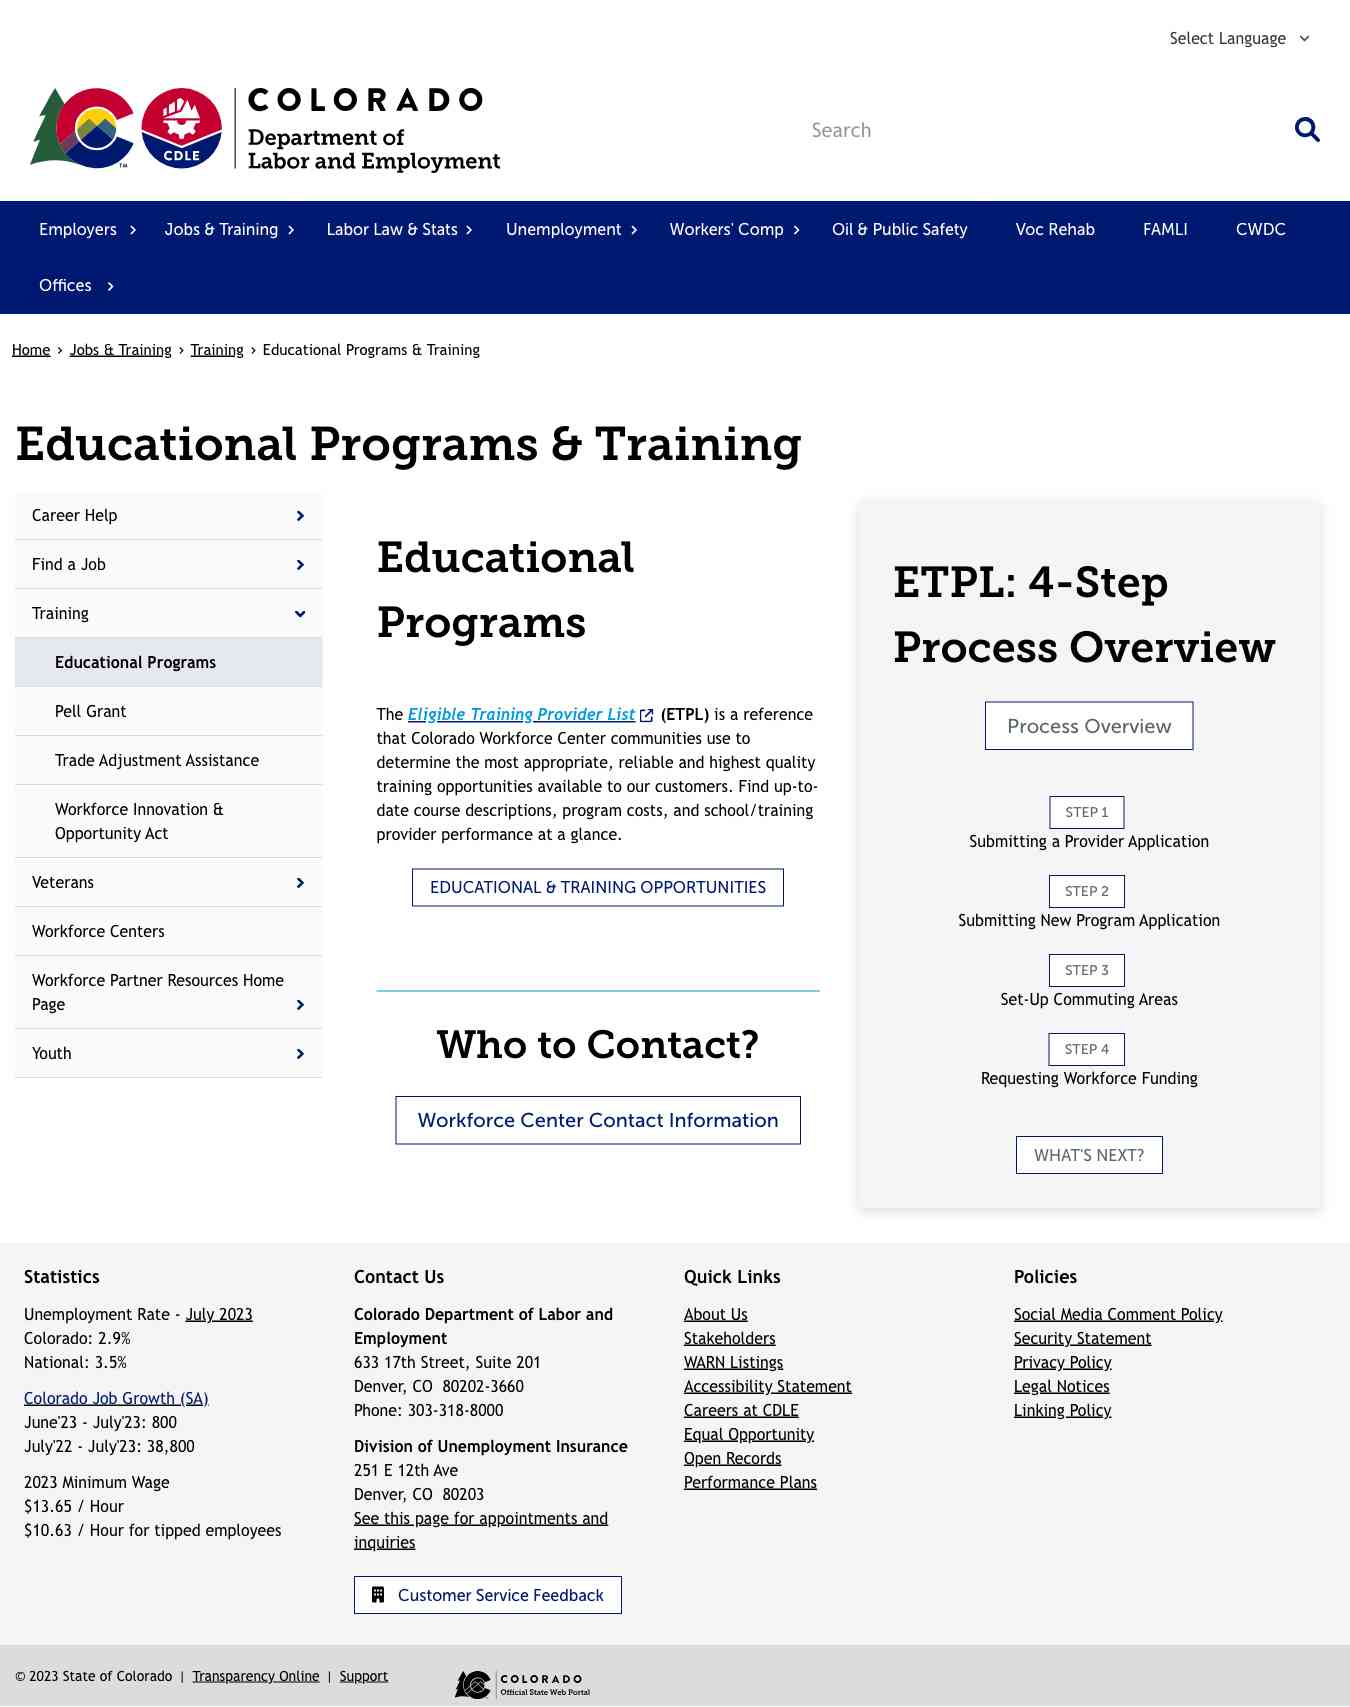 Select Language
COLORADO
Department of
Labor and Employment
CDLE
TM
Search
Employers
Jobs & Training
Labor Law & Stats
Unemployment
Workers' Comp
Oil & Public Safety
Voc Rehab
FAMLI
CWDC
Offices
Home › Jobs & Training › Training › Educational Programs & Training
Educational Programs & Training
Career Help
Find a Job
Training
Educational Programs
Pell Grant
Trade Adjustment Assistance
Workforce Innovation &
Opportunity Act
Veterans
Workforce Centers
Workforce Partner Resources Home
Page
Youth
Educational
Programs
The Eligible Training Provider List (ETPL) is a reference
that Colorado Workforce Center communities use to
determine the most appropriate, reliable and highest quality
training opportunities available to our customers. Find up-to-
date course descriptions, program costs, and school/training
provider performance at a glance.
EDUCATIONAL & TRAINING OPPORTUNITIES
Who to Contact?
Workforce Center Contact Information
ETPL: 4-Step
Process Overview
Process Overview
STEP 1
Submitting a Provider Application
STEP 2
Submitting New Program Application
STEP 3
Set-Up Commuting Areas
STEP 4
Requesting Workforce Funding
WHAT'S NEXT?
Statistics
Unemployment Rate - July 2023
Colorado: 2.9%
National: 3.5%
Colorado Job Growth (SA)
June'23 - July'23: 800
July'22 - July'23: 38,800
2023 Minimum Wage
$13.65 / Hour
$10.63 / Hour for tipped employees
Contact Us
Colorado Department of Labor and
Employment
633 17th Street, Suite 201
Denver, CO  80202-3660
Phone: 303-318-8000
Division of Unemployment Insurance
251 E 12th Ave
Denver, CO  80203
See this page for appointments and
inquiries
Customer Service Feedback
Quick Links
About Us
Stakeholders
WARN Listings
Accessibility Statement
Careers at CDLE
Equal Opportunity
Open Records
Performance Plans
Policies
Social Media Comment Policy
Security Statement
Privacy Policy
Legal Notices
Linking Policy
© 2023 State of Colorado | Transparency Online | Support
COLORADO
Official State Web Portal